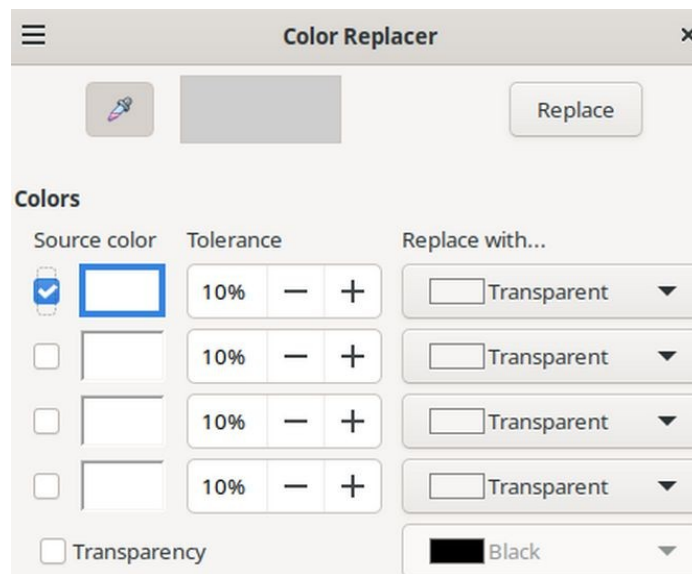 Color Replacer
Replace
Colors
Source color Tolerance Replace with...
10% — + Transparent
10% — + Transparent
10% — + Transparent
10% — + Transparent
Transparency Black